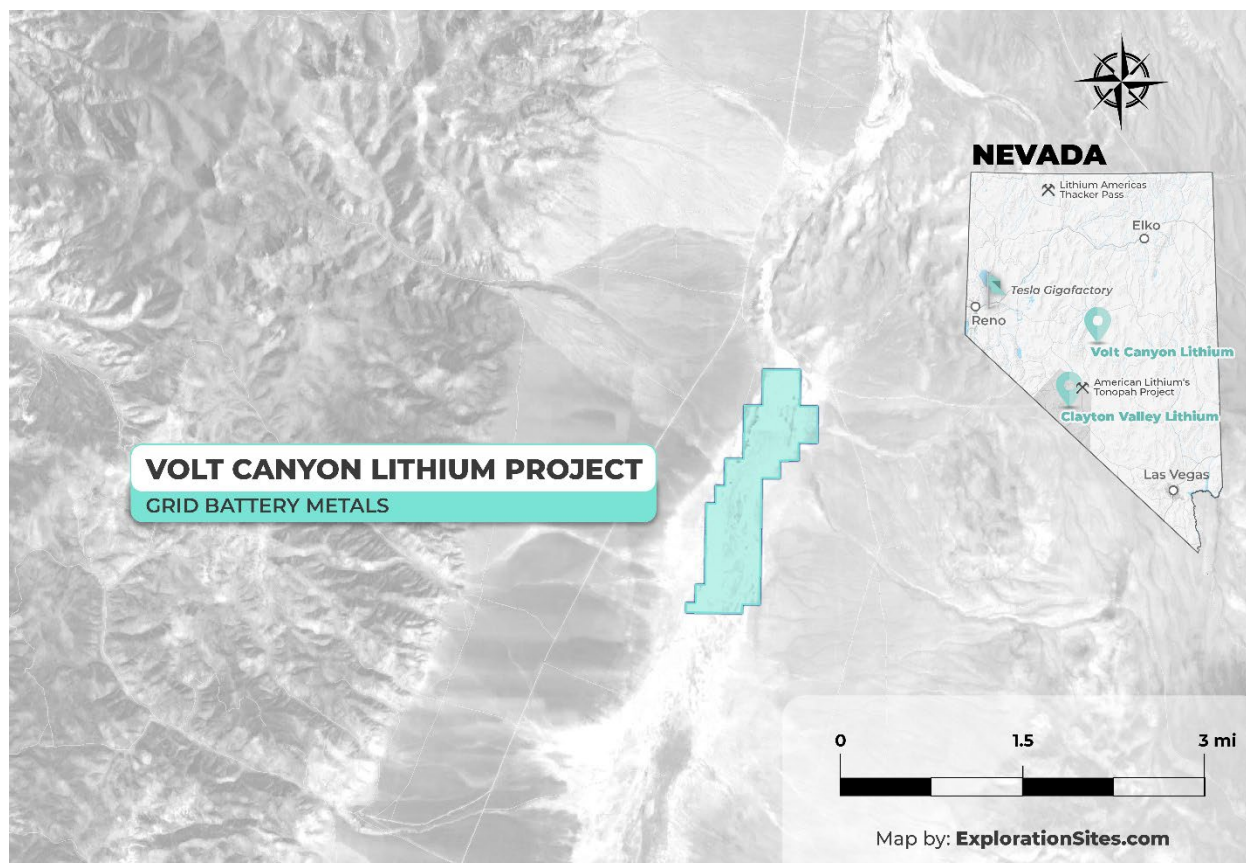 NEVADA
Lithium Americas
Thacker Pass
Elko
Tesla Gigafactory
Reno
Volt Canyon Lithium
American Lithium's
Tonopah Project
Clayton Valley Lithium
Las Vegas
VOLT CANYON LITHIUM PROJECT
GRID BATTERY METALS
0 1.5 3 mi
Map by: ExplorationSites.com